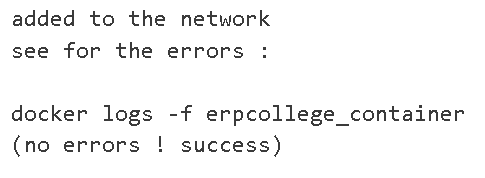 added to the network
see for the errors :
docker logs -f erpcollege_container
(no errors ! success)